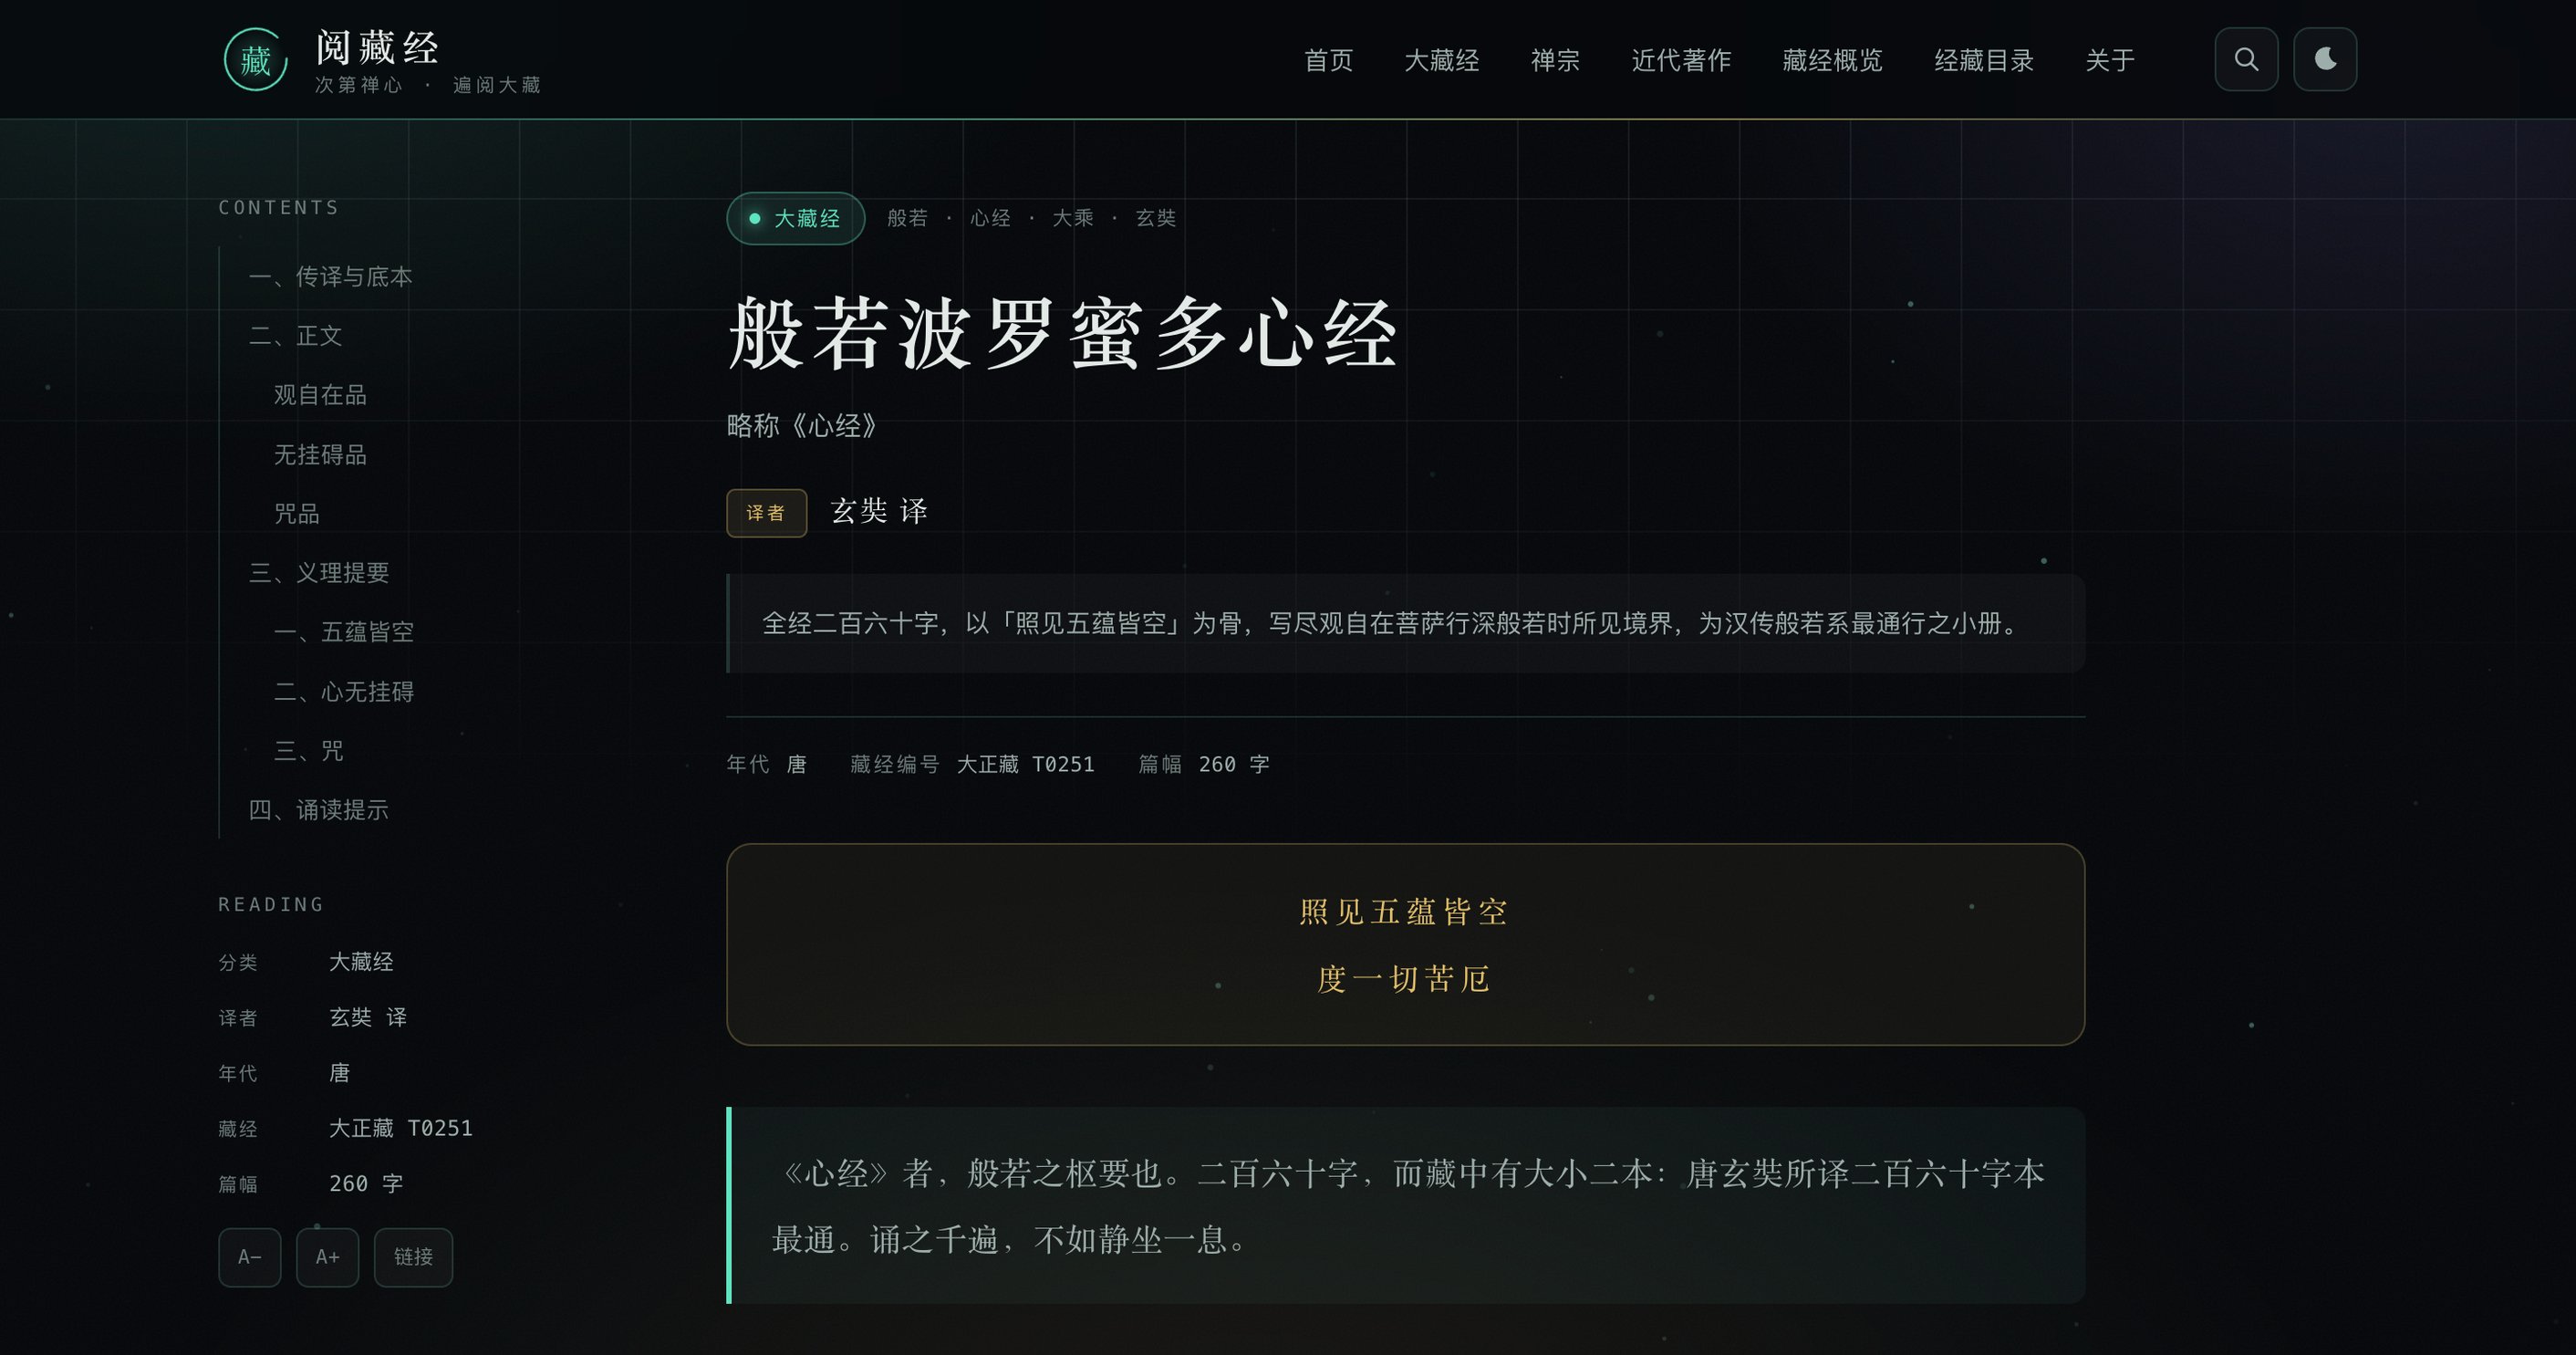 藏
阅藏经
次第禅心 · 遍阅大藏
首页 大藏经 禅宗 近代著作 藏经概览 经藏目录 关于
CONTENTS
一、传译与底本
二、正文
观自在品
无挂碍品
咒品
三、义理提要
一、五蕴皆空
二、心无挂碍
三、咒
四、诵读提示
READING
分类 大藏经
译者 玄奘 译
年代 唐
藏经 大正藏 T0251
篇幅 260 字
A− A+ 链接
大藏经 般若 · 心经 · 大乘 · 玄奘
般若波罗蜜多心经
略称《心经》
译者 玄奘 译
全经二百六十字，以「照见五蕴皆空」为骨，写尽观自在菩萨行深般若时所见境界，为汉传般若系最通行之小册。
年代 唐 藏经编号 大正藏 T0251 篇幅 260 字
照见五蕴皆空
度一切苦厄
《心经》者，般若之枢要也。二百六十字，而藏中有大小二本：唐玄奘所译二百六十字本
最通。诵之千遍，不如静坐一息。